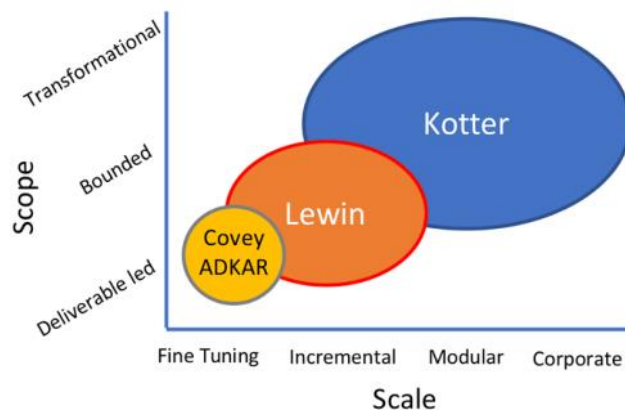 Transformational
Bounded
Deliverable led
Scope
Kotter
Lewin
Covey
ADKAR
Fine Tuning Incremental Modular Corporate
Scale